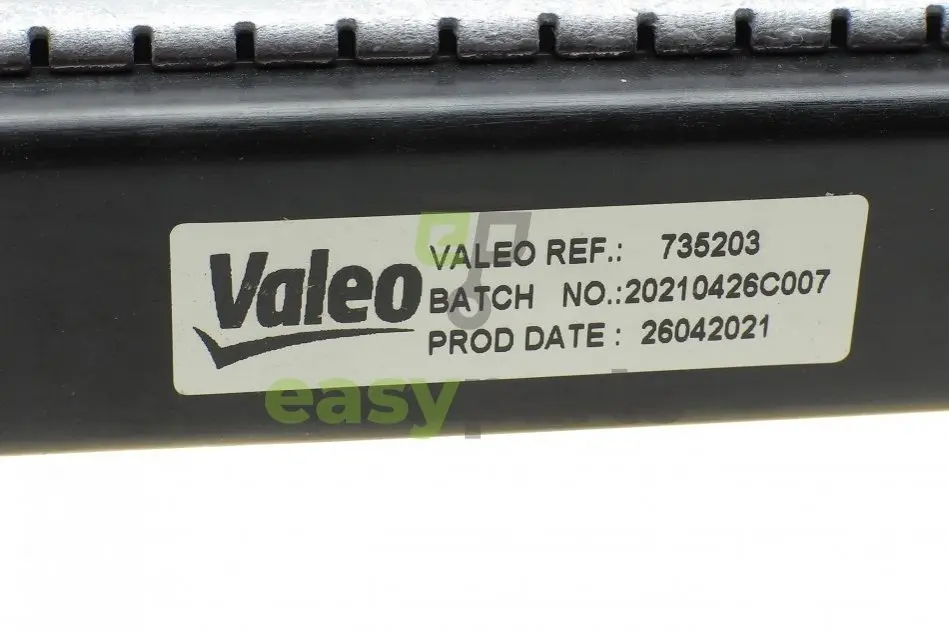 Valeo
VALEO REF.: 735203
BATCH NO.:20210426C007
PROD DATE : 26042021
easy